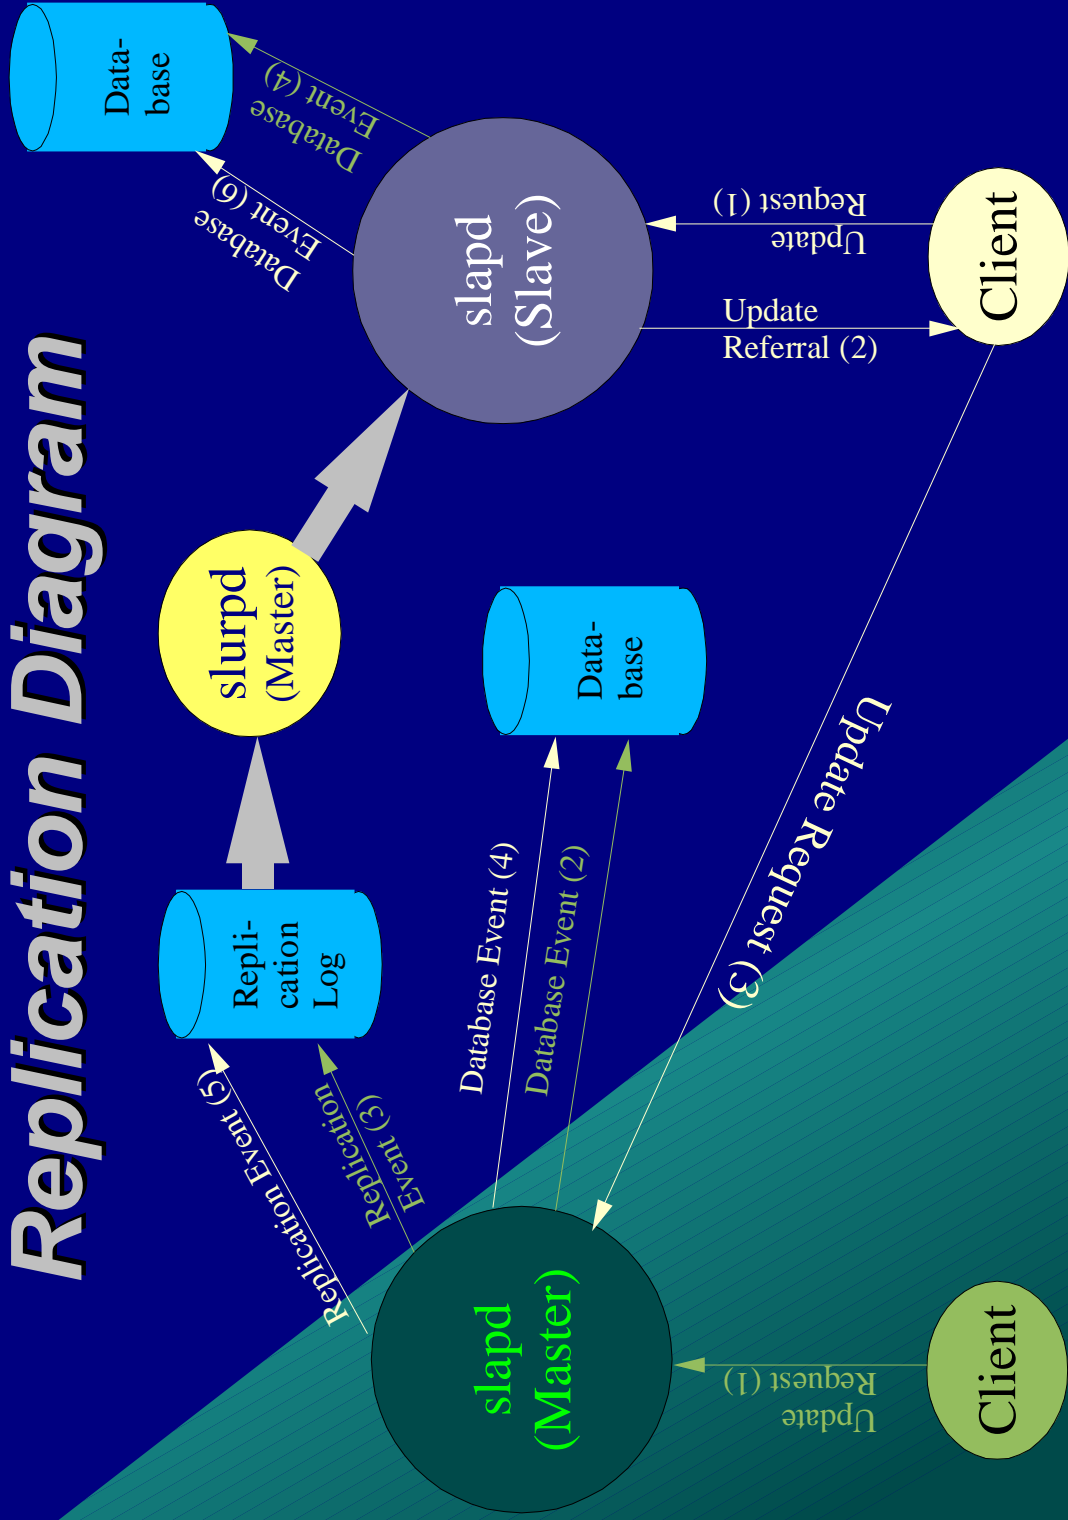 Replication Diagram
Replication Event (5)
Replication
Event (3)
Repli-
cation
Log
slurpd
(Master)
Database
Event (6)
Database
Event (4)
Data-
base
slapd
(Master)
Database Event (4)
Database Event (2)
Data-
base
slapd
(Slave)
Update
Request (1)
Update Request (3)
Update
Referral (2)
Update
Request (1)
Client
Client